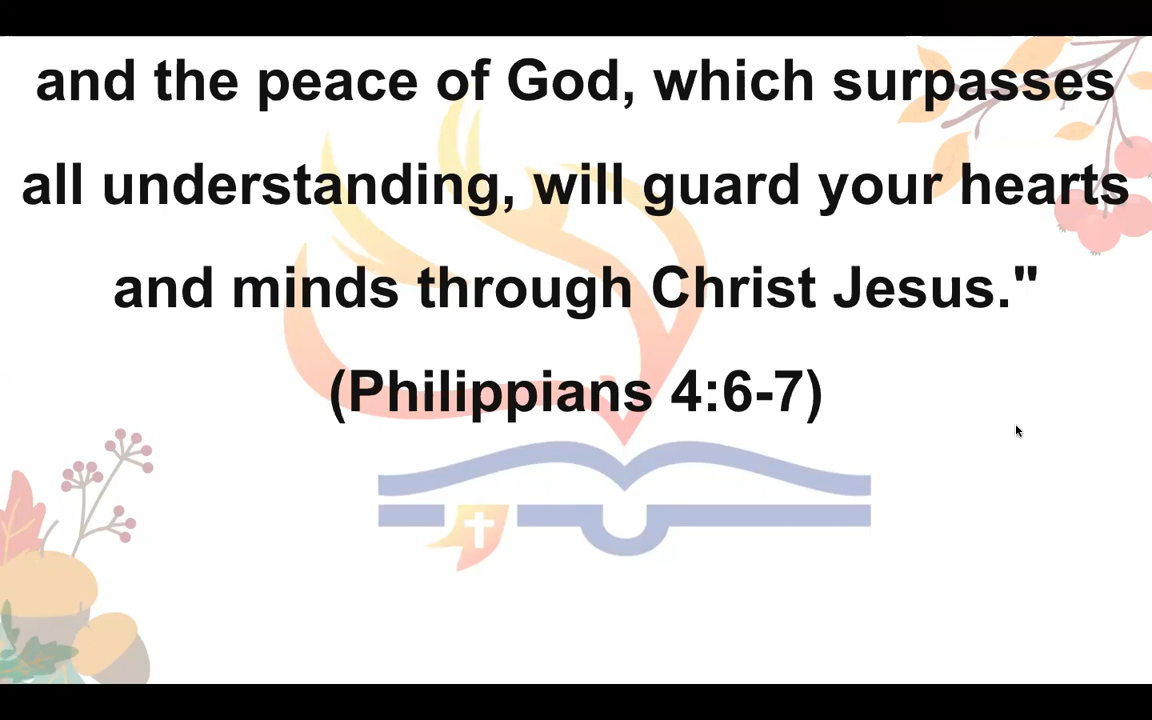 and the peace of God, which surpasses
all understanding, will guard your hearts
and minds through Christ Jesus."
(Philippians 4:6-7)